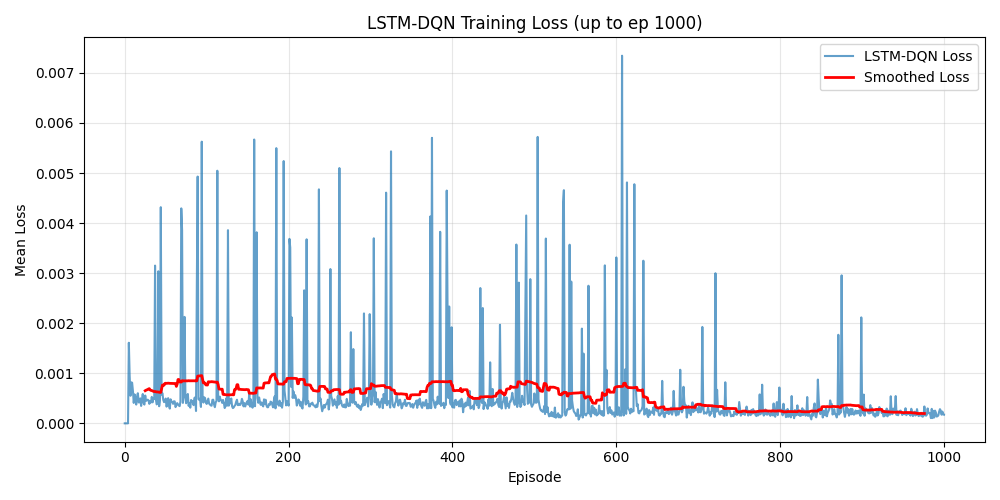 LSTM-DQN Training Loss (up to ep 1000)
LSTM-DQN Loss
Smoothed Loss
Mean Loss
0.007
0.006
0.005
0.004
0.003
0.002
0.001
0.000
0 200 400 600 800 1000
Episode